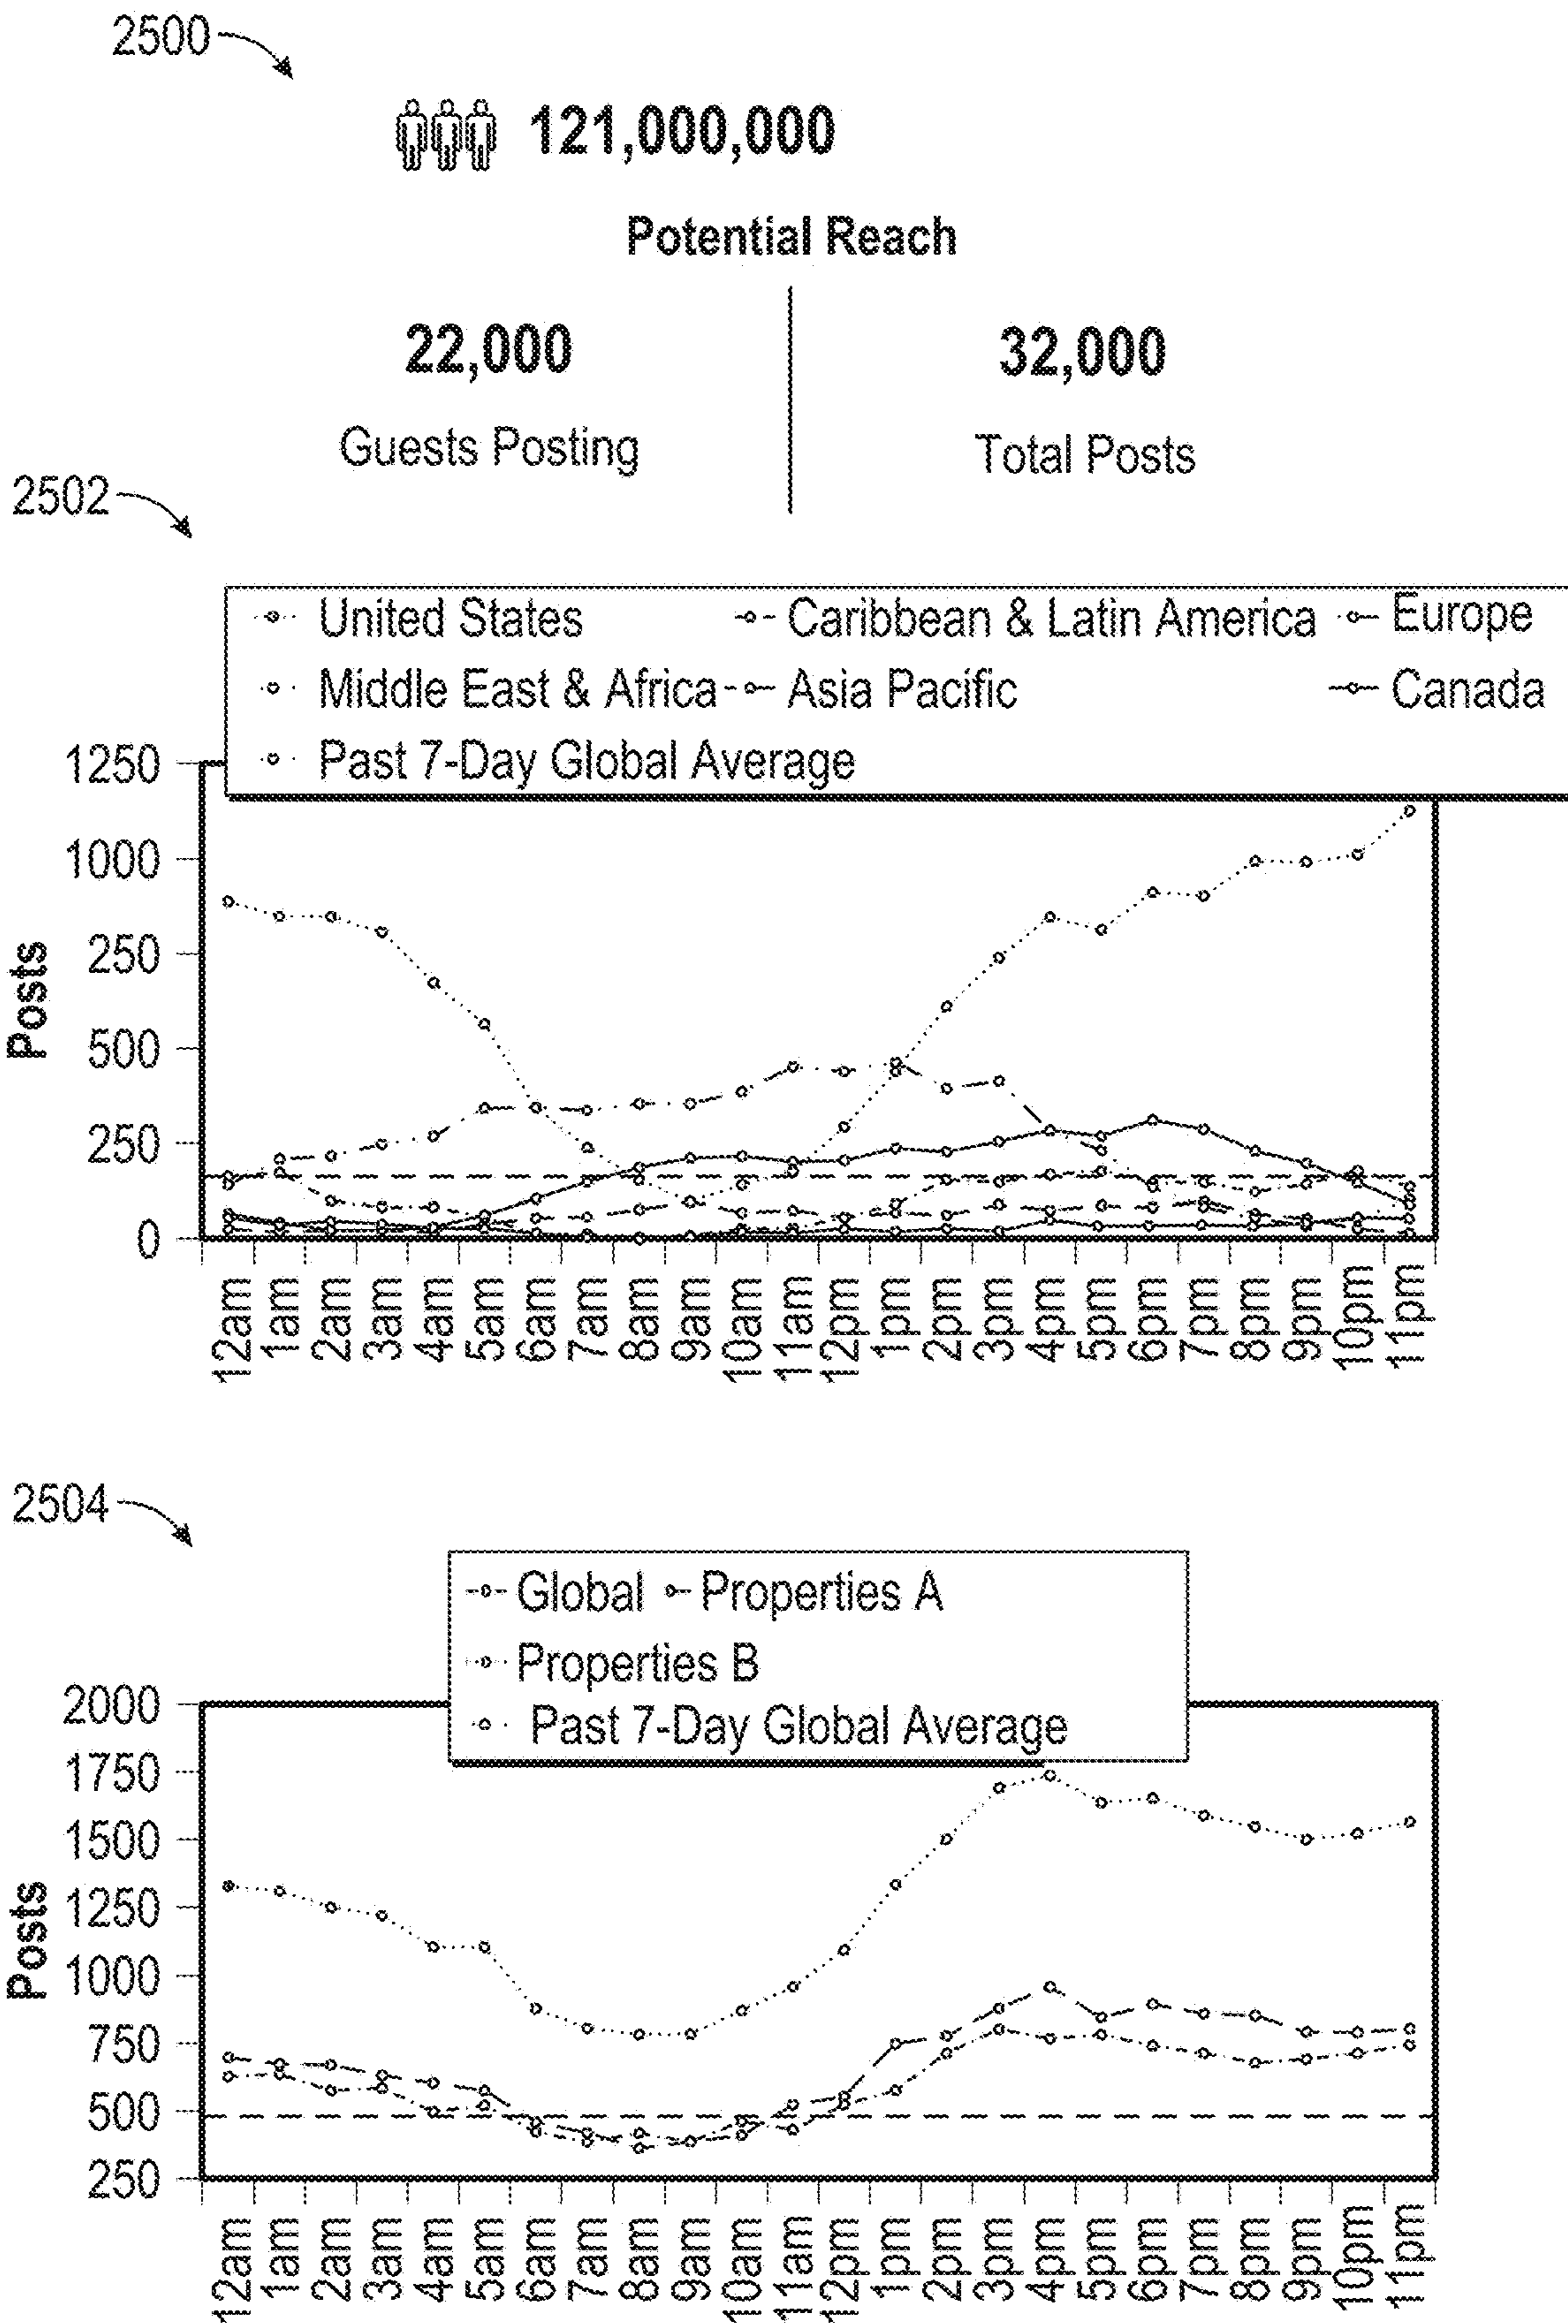 2500
121,000,000
Potential Reach
22,000
32,000
Guests Posting
Total Posts
2502
United States Caribbean & Latin America Europe
Middle East & Africa Asia Pacific Canada
Past 7-Day Global Average
1250
1000
250
500
250
0
Posts
12am 1am 2am 3am 4am 5am 6am 7am 8am 9am 10am 11am 12pm 1pm 2pm 3pm 4pm 5pm 6pm 7pm 8pm 9pm 10pm 11pm
2504
Global Properties A
Properties B
Past 7-Day Global Average
2000
1750
1500
1250
1000
750
500
250
Posts
12am 1am 2am 3am 4am 5am 6am 7am 8am 9am 10am 11am 12pm 1pm 2pm 3pm 4pm 5pm 6pm 7pm 8pm 9pm 10pm 11pm